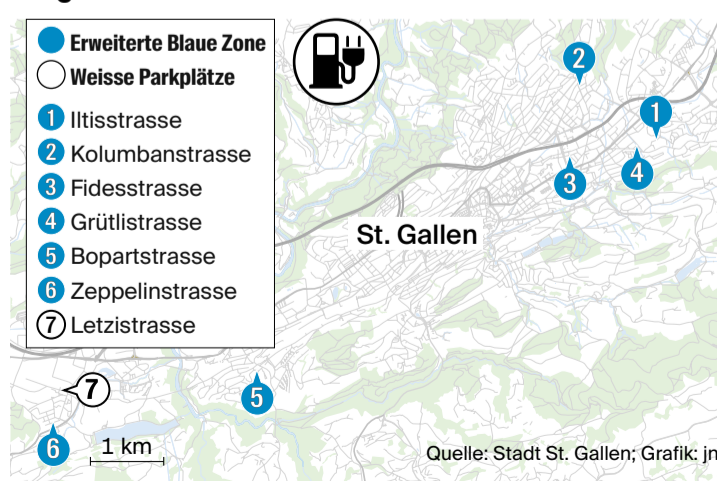 Erweiterte Blaue Zone
Weisse Parkplätze
1 Iltisstrasse
2 Kolumbanstrasse
3 Fidesstrasse
4 Grütlistrasse
5 Bopartstrasse
6 Zeppelinstrasse
7 Letzistrasse
2
1
3
4
St. Gallen
7
5
6
1 km
Quelle: Stadt St. Gallen; Grafik: jn